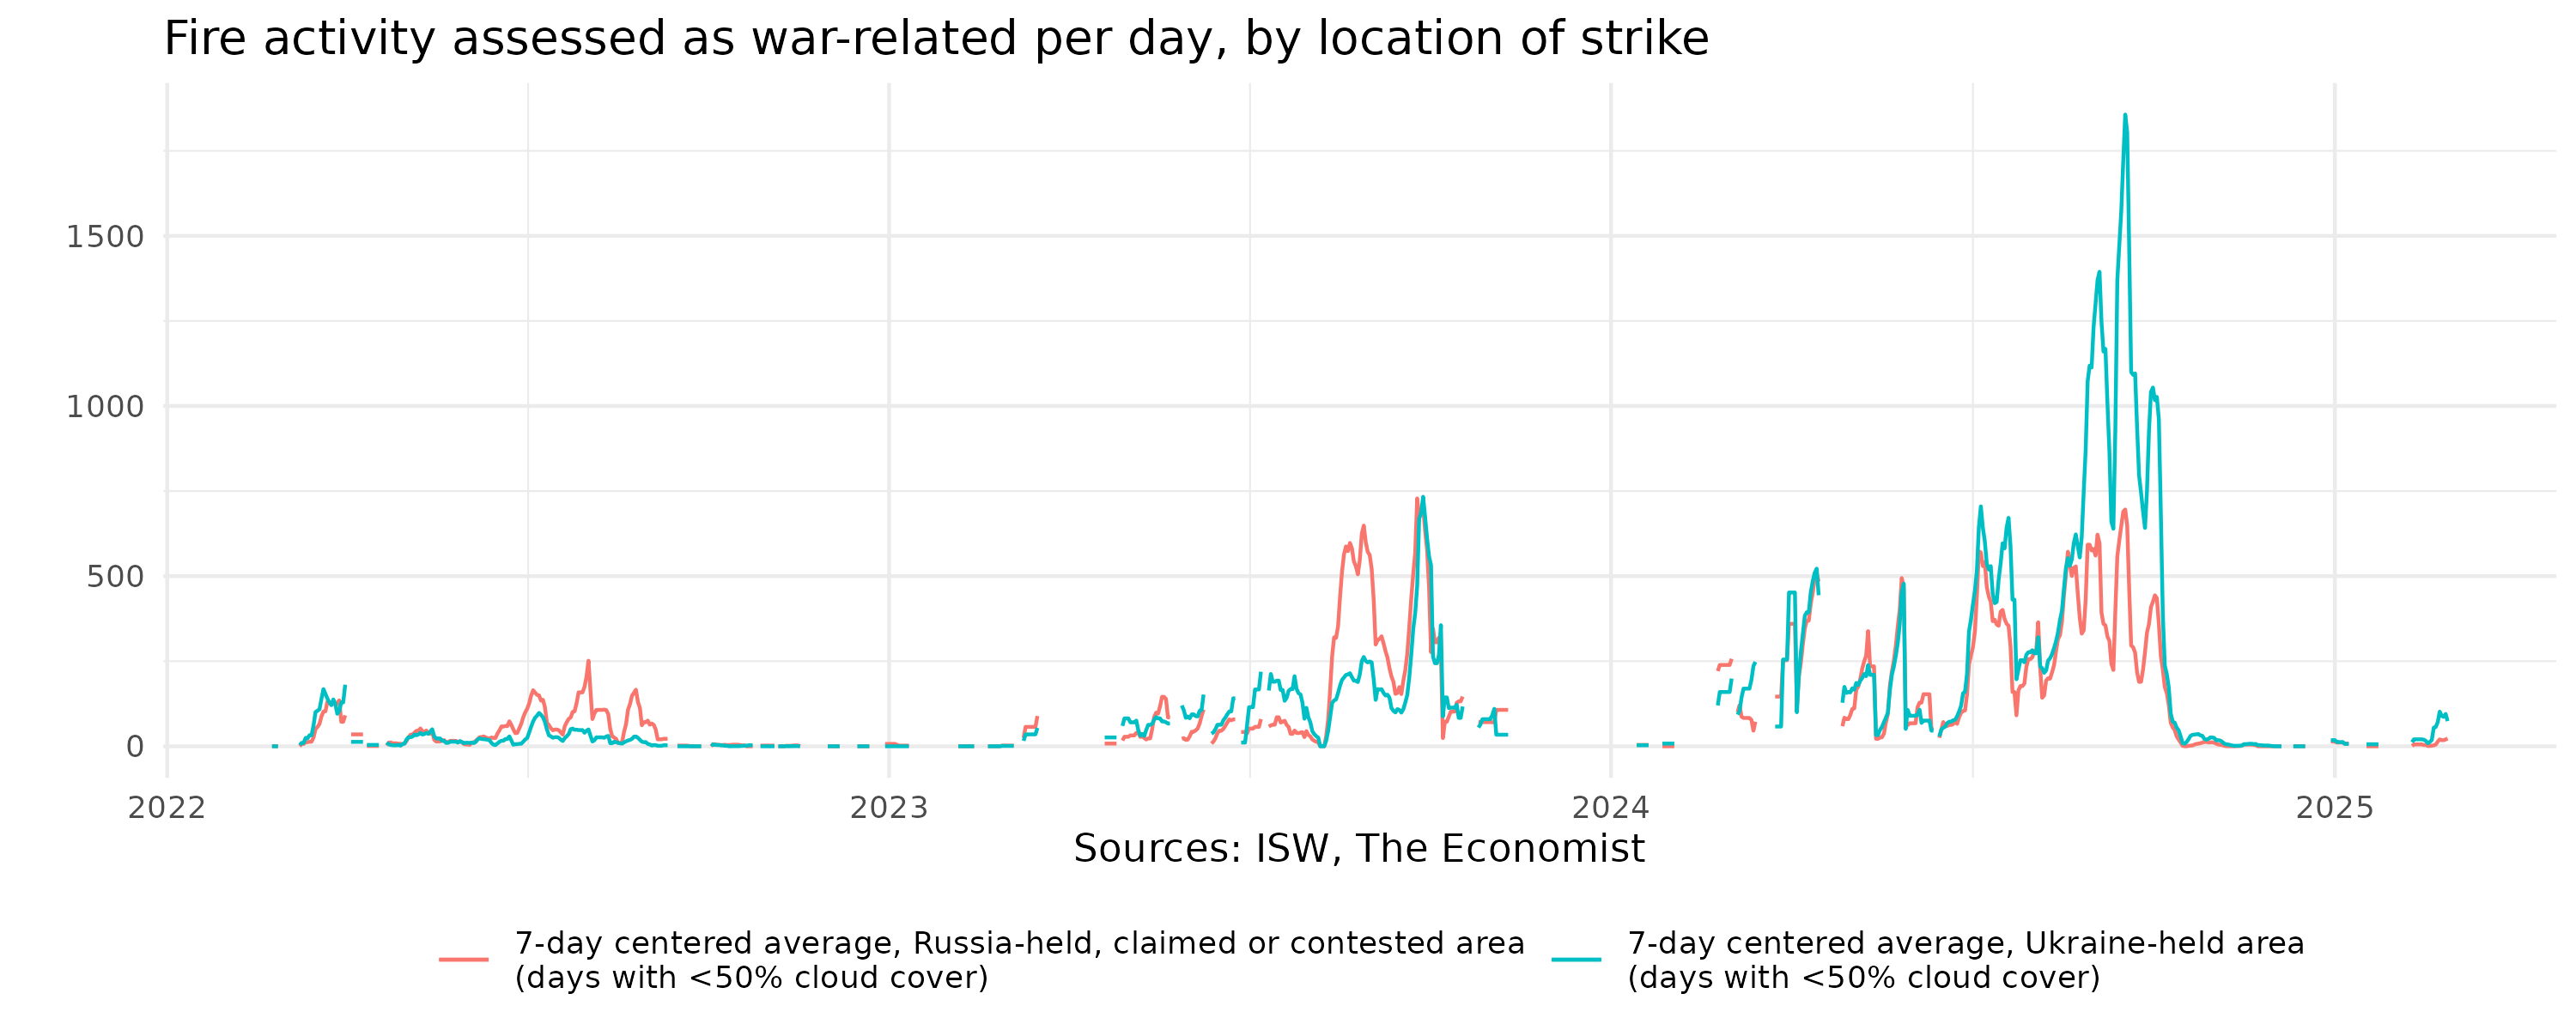 Fire activity assessed as war-related per day, by location of strike
1500
1000
500
0
2022
2023
2024
2025
Sources: ISW, The Economist
7-day centered average, Russia-held, claimed or contested area
(days with <50% cloud cover)
7-day centered average, Ukraine-held area
(days with <50% cloud cover)